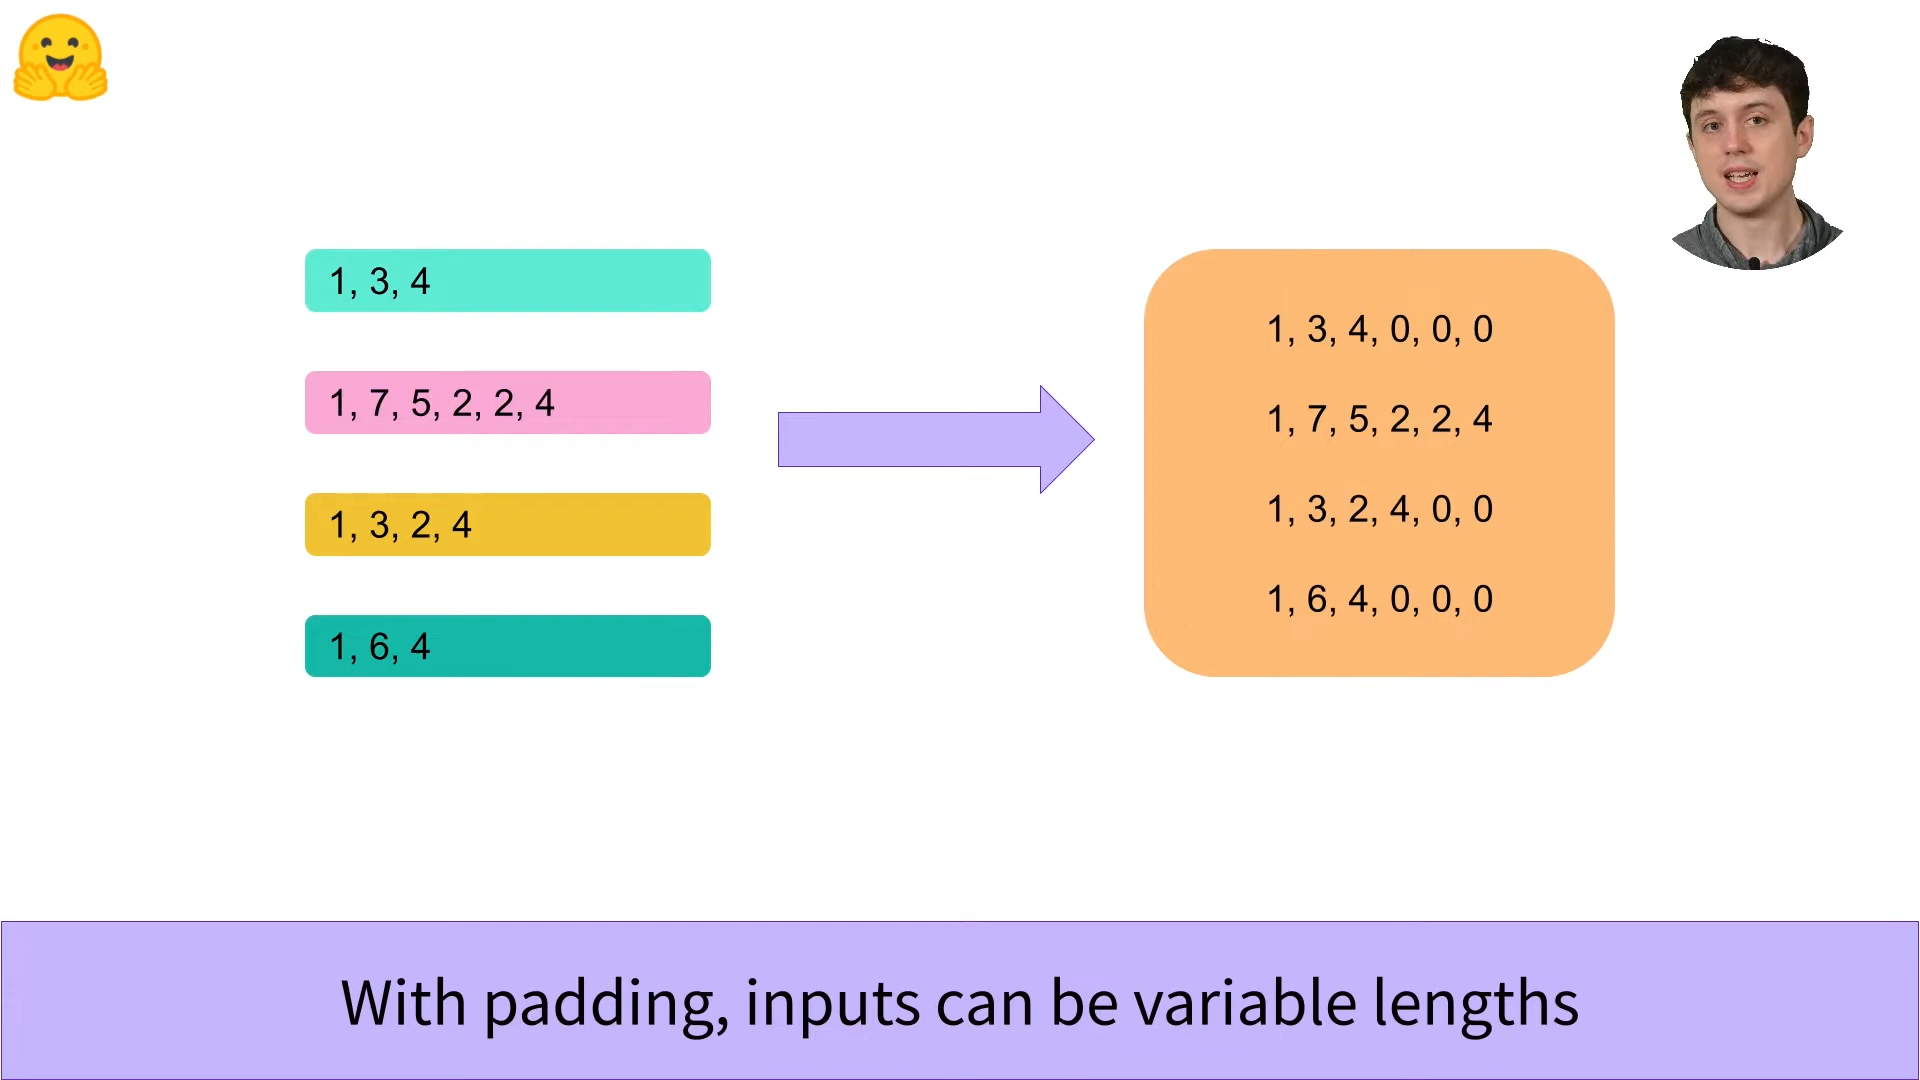 1, 3, 4
1, 7, 5, 2, 2, 4
1, 3, 2, 4
1, 6, 4
1, 3, 4, 0, 0, 0
1, 7, 5, 2, 2, 4
1, 3, 2, 4, 0, 0
1, 6, 4, 0, 0, 0
With padding, inputs can be variable lengths